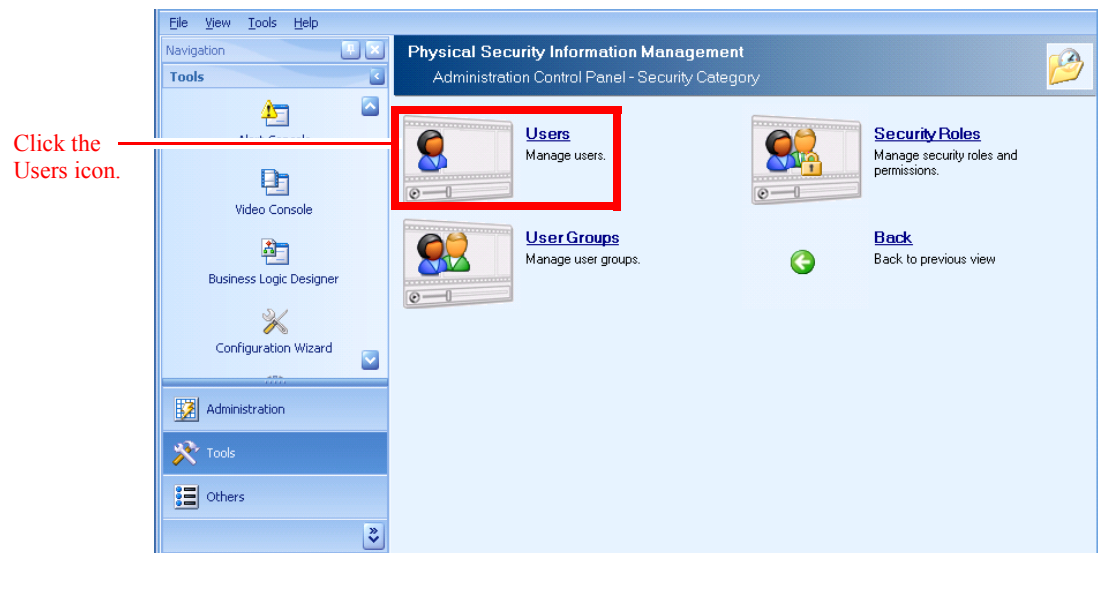 File View Tools Help
Navigation
Tools
Physical Security Information Management
Administration Control Panel - Security Category
Click the
Users icon.
Video Console
Business Logic Designer
Configuration Wizard
Administration
Tools
Others
Users
Manage users.
Security Roles
Manage security roles and
permissions.
User Groups
Manage user groups.
Back
Back to previous view